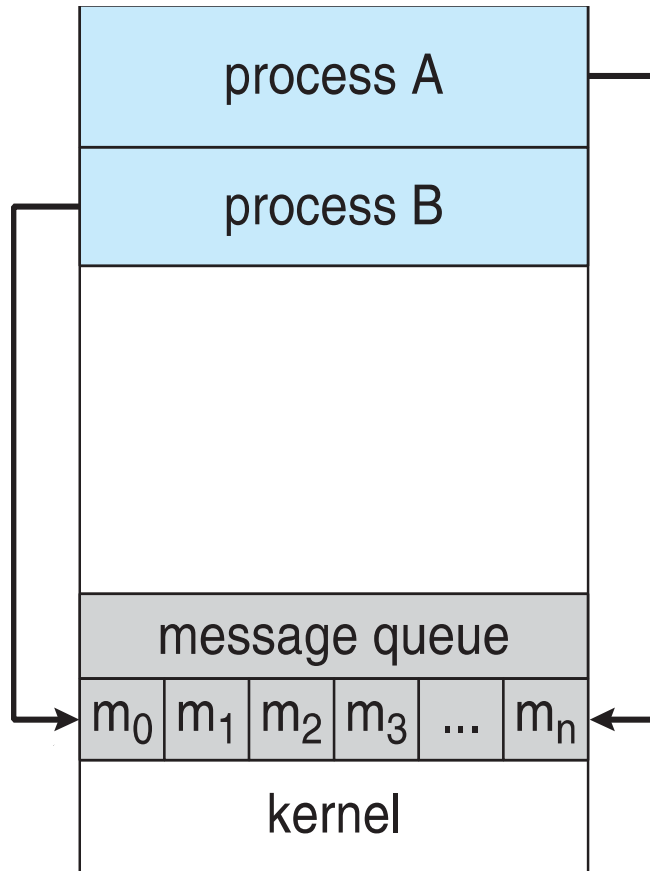 process A
process B
message queue
m₀ m₁ m₂ m₃ ... mₙ
kernel